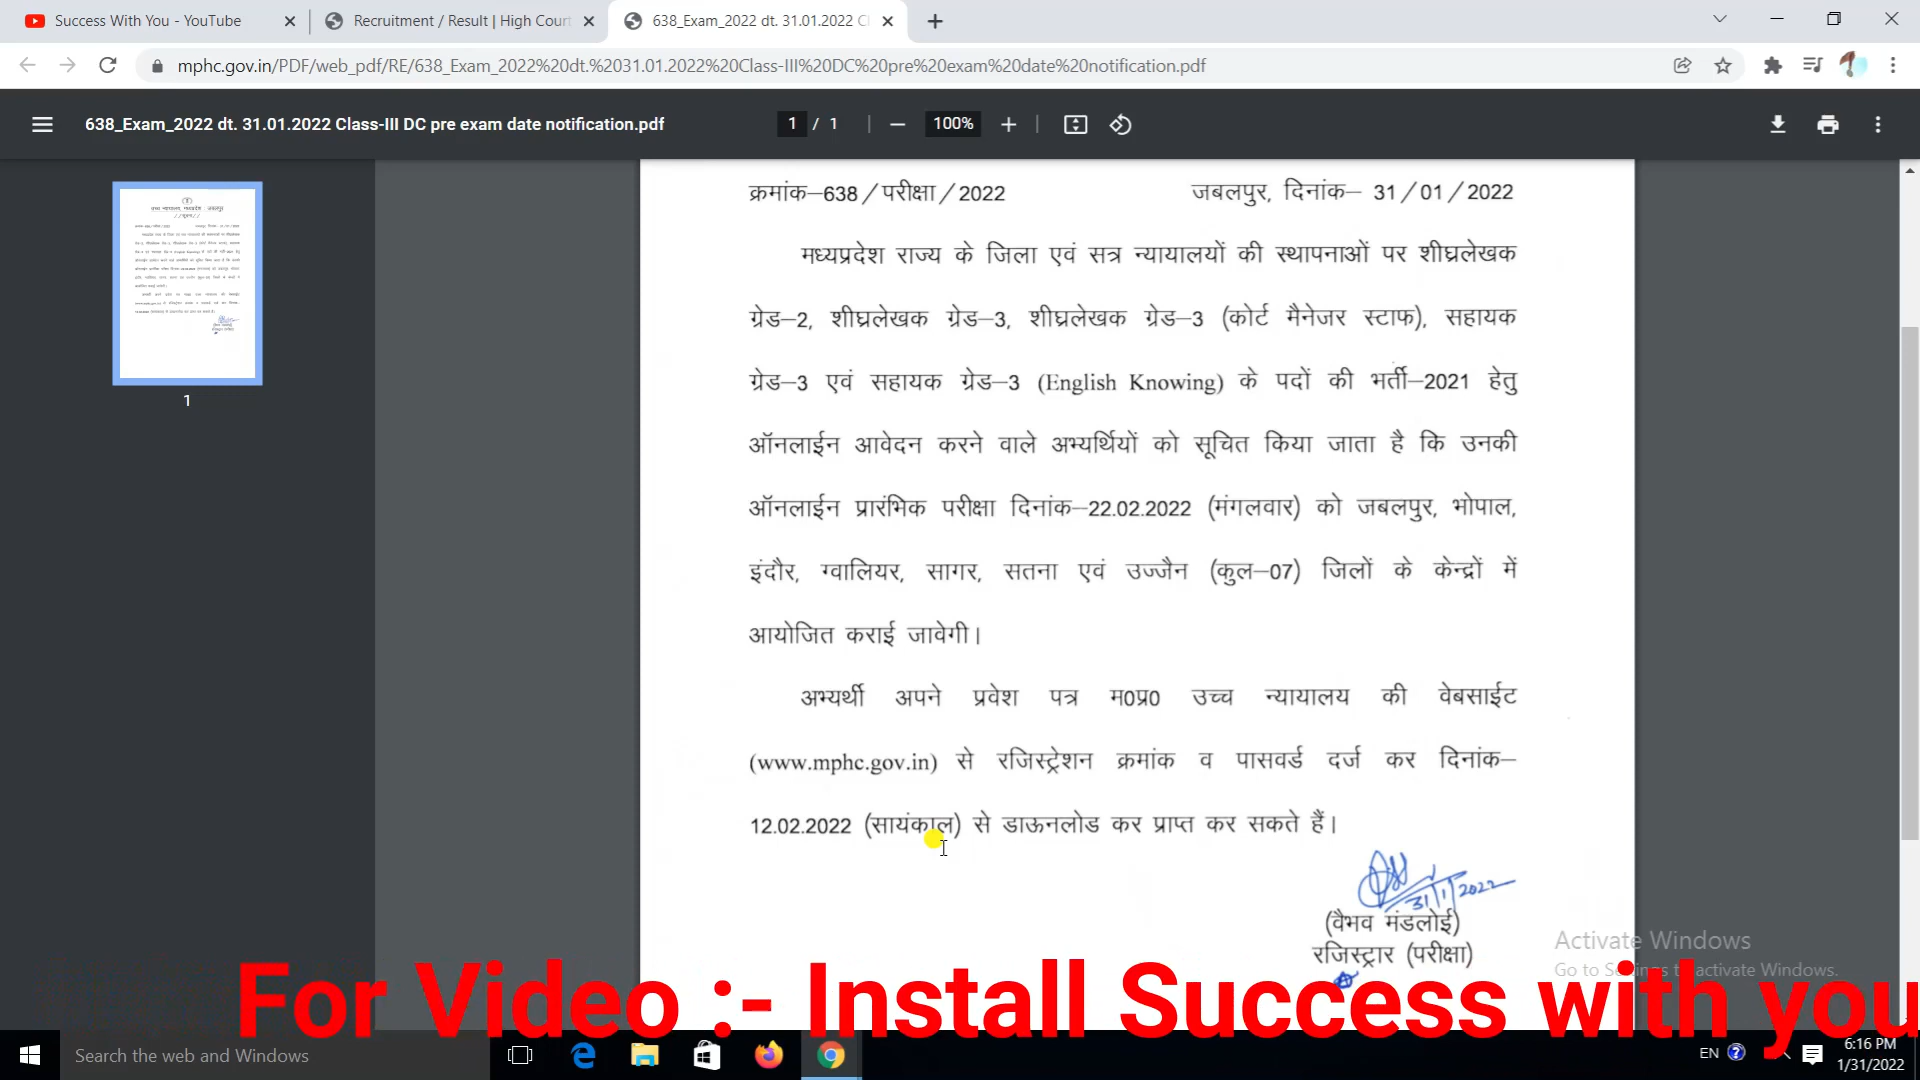 Success With You - YouTube
Recruitment / Result | High Court
638_Exam_2022 dt. 31.01.2022 Cl
mphc.gov.in/PDF/web_pdf/RE/638_Exam_2022%20dt.%2031.01.2022%20Class-III%20DC%20pre%20exam%20date%20notification.pdf
638_Exam_2022 dt. 31.01.2022 Class-III DC pre exam date notification.pdf
1 / 1
100%
1
क्रमांक–638/परीक्षा/2022 जबलपुर, दिनांक– 31/01/2022
मध्यप्रदेश राज्य के जिला एवं सत्र न्यायालयों की स्थापनाओं पर शीघ्रलेखक
ग्रेड–2, शीघ्रलेखक ग्रेड–3, शीघ्रलेखक ग्रेड–3 (कोर्ट मैनेजर स्टाफ), सहायक
ग्रेड–3 एवं सहायक ग्रेड–3 (English Knowing) के पदों की भर्ती–2021 हेतु
ऑनलाईन आवेदन करने वाले अभ्यर्थियों को सूचित किया जाता है कि उनकी
ऑनलाईन प्रारंभिक परीक्षा दिनांक–22.02.2022 (मंगलवार) को जबलपुर, भोपाल,
इंदौर, ग्वालियर, सागर, सतना एवं उज्जैन (कुल–07) जिलों के केन्द्रों में
आयोजित कराई जावेगी।
अभ्यर्थी अपने प्रवेश पत्र म0प्र0 उच्च न्यायालय की वेबसाईट
(www.mphc.gov.in) से रजिस्ट्रेशन क्रमांक व पासवर्ड दर्ज कर दिनांक–
12.02.2022 (सायंकाल) से डाऊनलोड कर प्राप्त कर सकते हैं।
31/1/2022
(वैभव मंडलोई)
रजिस्ट्रार (परीक्षा)
Activate Windows
Go to Settings to activate Windows.
For Video :- Install Success with you
Search the web and Windows
EN
6:16 PM
1/31/2022